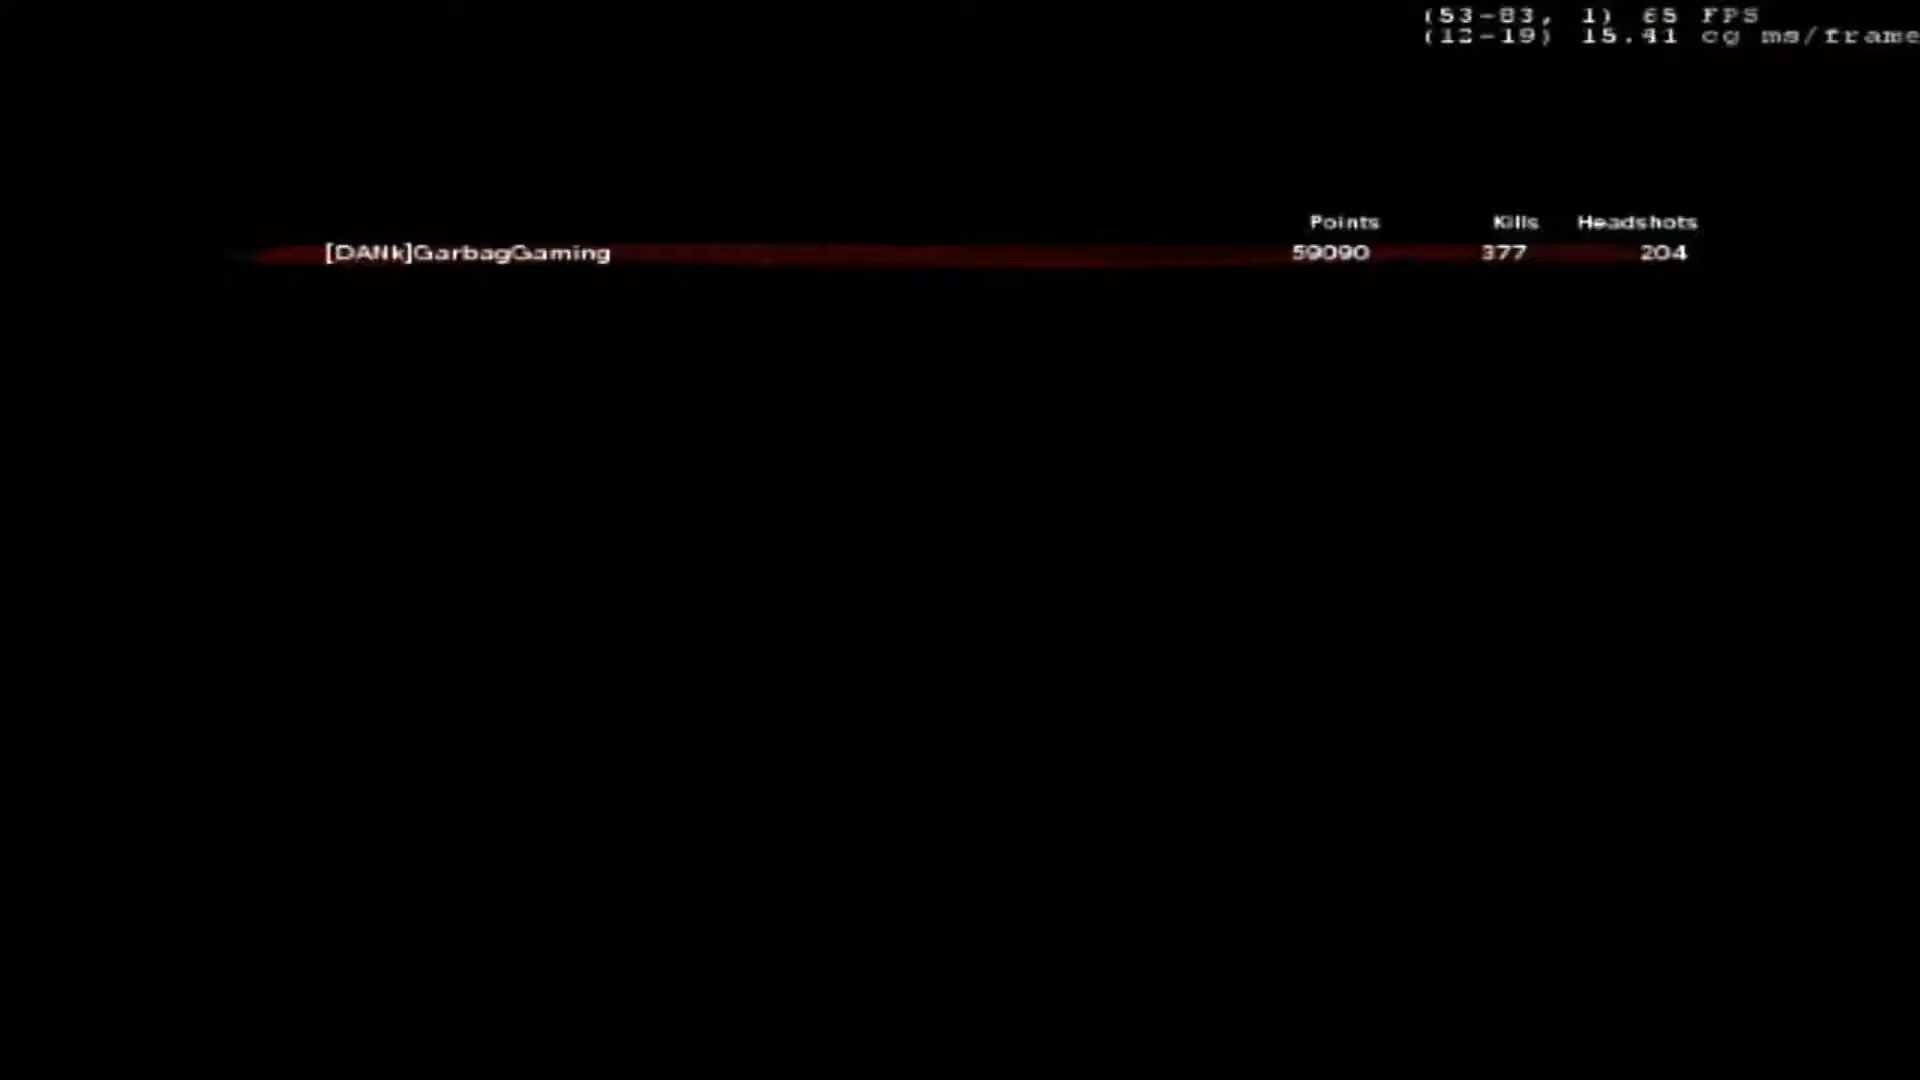 (53-83, 1) 65 FPS
(12-19) 15.41 cg ms/frame
Points Kills Headshots
[DANk]GarbagGaming 59090 377 204